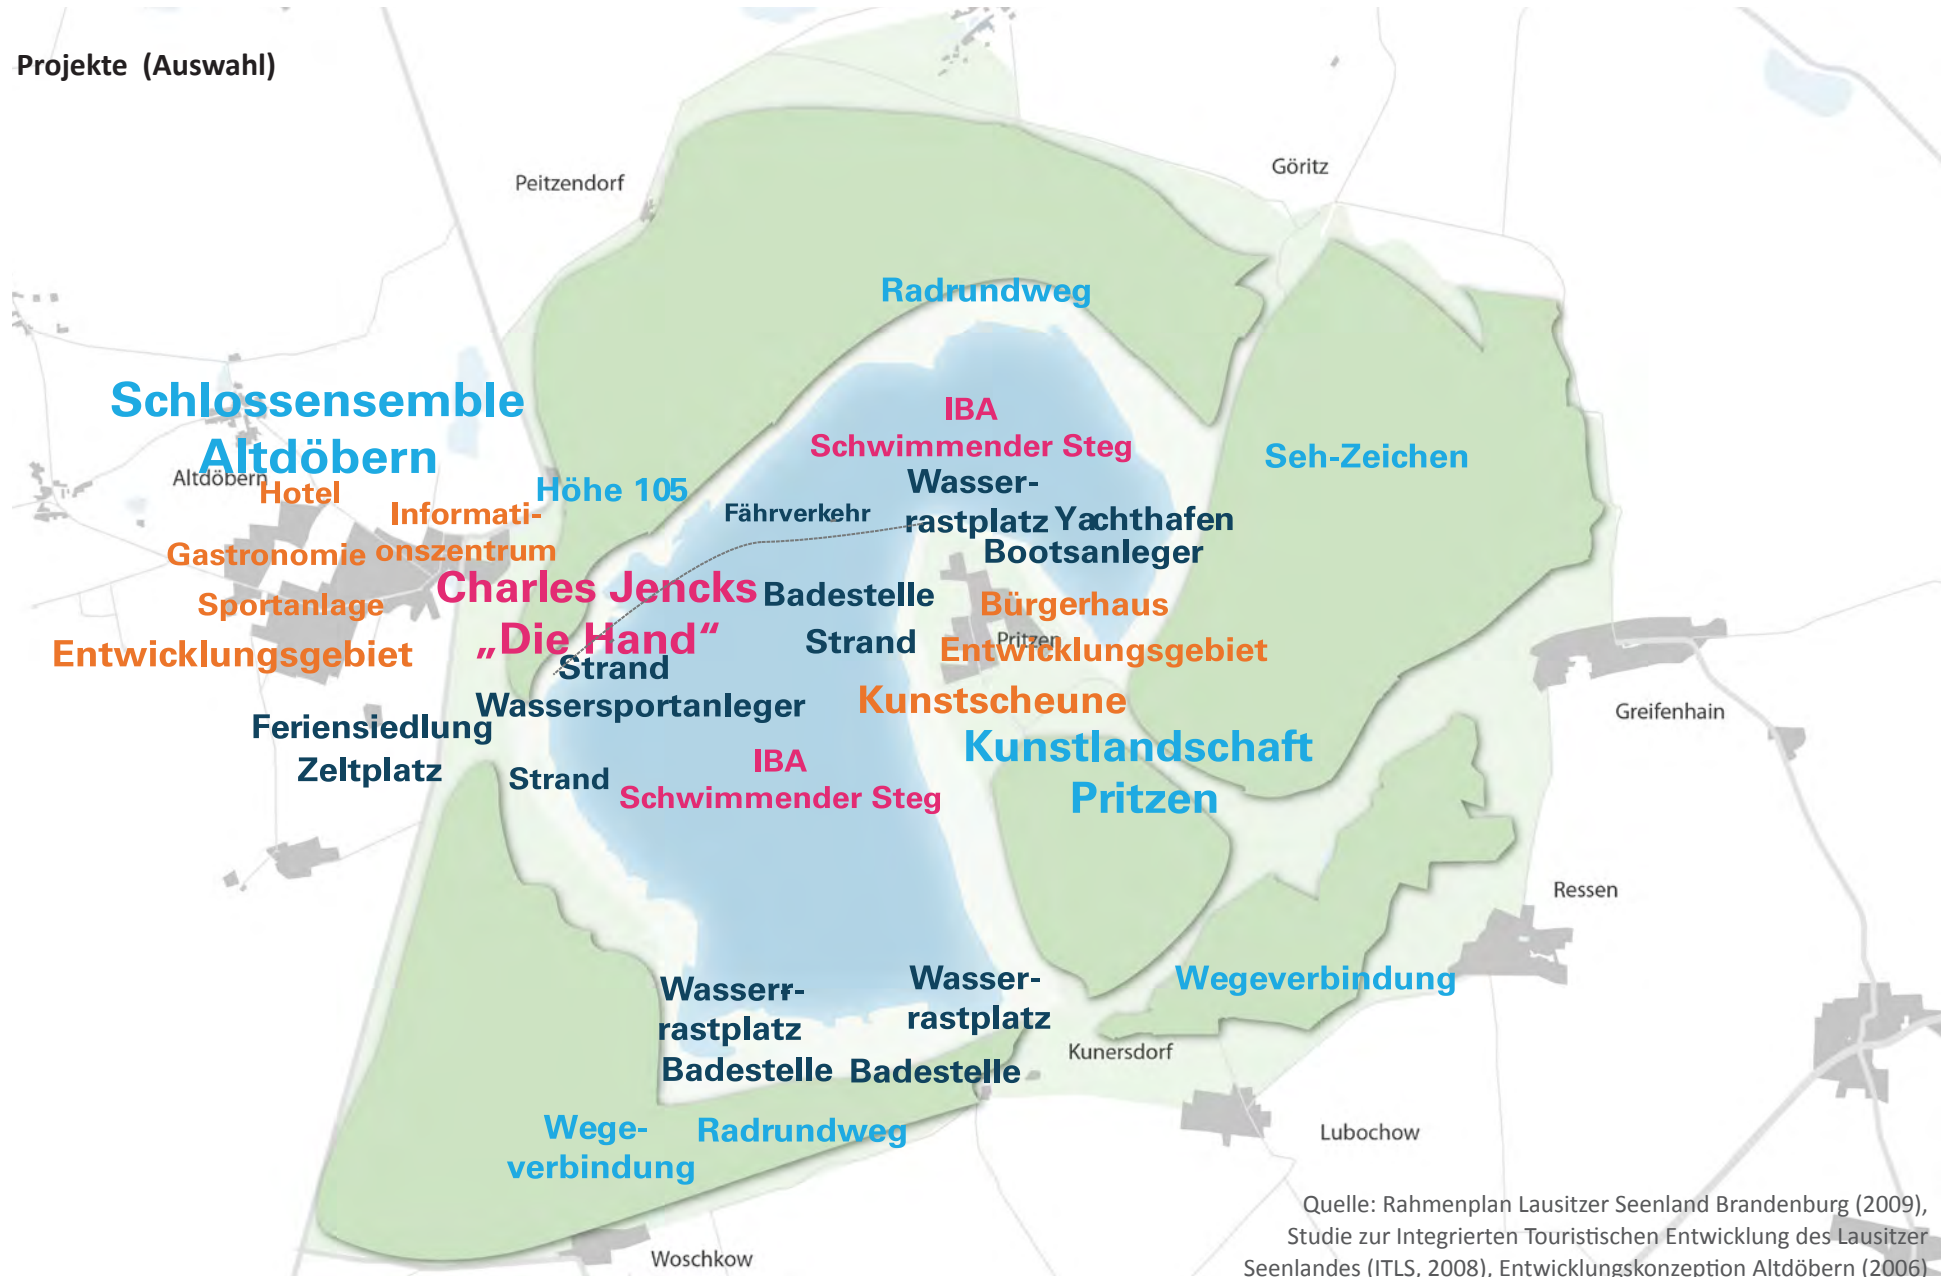 Projekte (Auswahl)
Göritz
Peitzendorf
Radrundweg
Schlossensemble
Altdöbern
Altdöbern
IBA
Schwimmender Steg
Seh-Zeichen
Hotel
Höhe 105
Wasser-
rastplatz
Yachthafen
Bootsanleger
Fährverkehr
Informati-
onszentrum
Gastronomie
Charles Jencks
„Die Hand“
Badestelle
Strand
Bürgerhaus
Pritzen
Entwicklungsgebiet
Sportanlage
Entwicklungsgebiet
Strand
Wassersportanleger
Kunstscheune
Greifenhain
Feriensiedlung
Zeltplatz
Strand
IBA
Schwimmender Steg
Kunstlandschaft
Pritzen
Ressen
Wasserr-
rastplatz
Wasser-
rastplatz
Wegeverbindung
Kunersdorf
Badestelle
Badestelle
Wege-
verbindung
Radrundweg
Lubochow
Woschkow
Quelle: Rahmenplan Lausitzer Seenland Brandenburg (2009),
Studie zur Integrierten Touristischen Entwicklung des Lausitzer
Seenlandes (ITLS, 2008), Entwicklungskonzeption Altdöbern (2006)